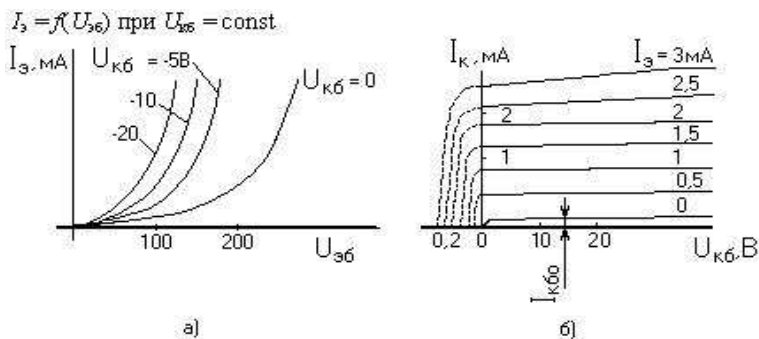 Iэ = f(Uэб) при Uкб = const
Iэ, мА Uкб = -5В
-10
-20
Uкб = 0
100 200
Uэб
а)
Iк, мА Iэ = 3мА
2,5
2 2
1,5
1 1
0,5
0
0,2 0 10 20
Uкб, В
Iкбо
б)